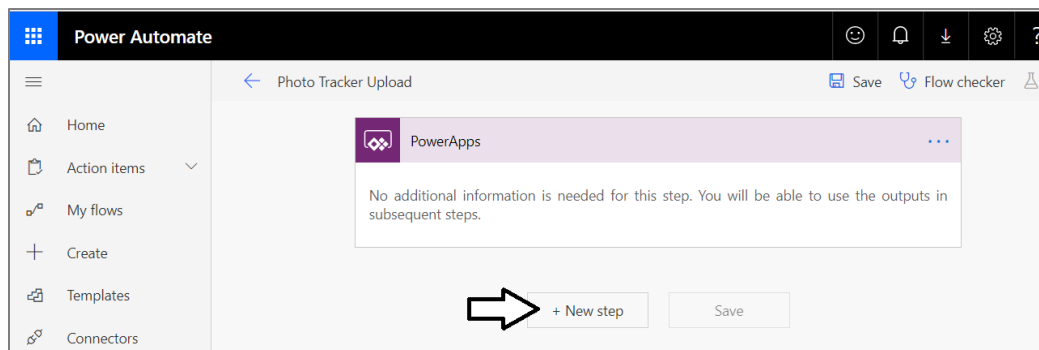 Power Automate
?
Photo Tracker Upload
Save
Flow checker
Home
Action items
My flows
Create
Templates
Connectors
PowerApps
...
No additional information is needed for this step. You will be able to use the outputs in
subsequent steps.
+ New step
Save